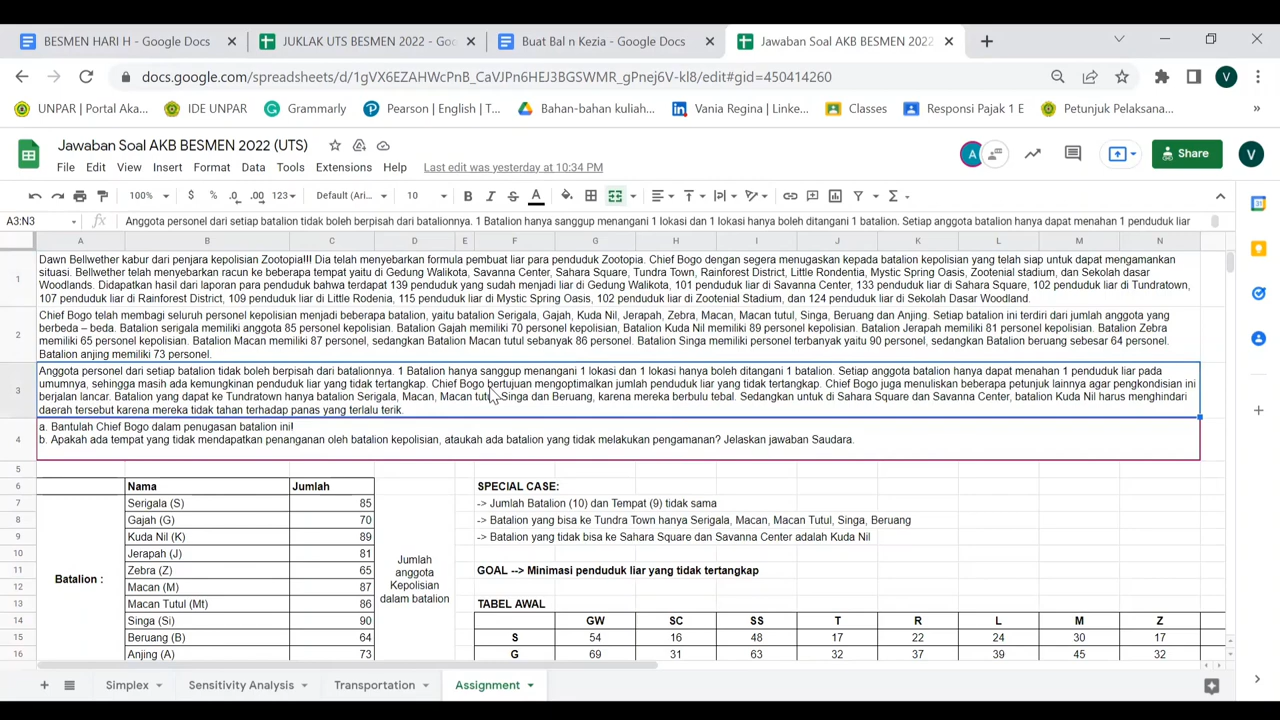 BESMEN HARI H - Google Docs
JUKLAK UTS BESMEN 2022 - Goo
Buat Bal n Kezia - Google Docs
Jawaban Soal AKB BESMEN 2022
docs.google.com/spreadsheets/d/1gVX6EZAHWcPnB_CaVJPn6HEJ3BGSWMR_gPnej6V-kl8/edit#gid=450414260
V
UNPAR | Portal Aka...
IDE UNPAR
Grammarly
Pearson | English | T...
Bahan-bahan kuliah...
Vania Regina | Linke...
Classes
Responsi Pajak 1 E
Petunjuk Pelaksana...
»
Jawaban Soal AKB BESMEN 2022 (UTS)
File Edit View Insert Format Data Tools Extensions Help Last edit was yesterday at 10:34 PM
A
Share
V
100% $ % .0 .00 123 Default (Ari... 10 B I S A Σ
A3:N3 fx Anggota personel dari setiap batalion tidak boleh berpisah dari batalionnya. 1 Batalion hanya sanggup menangani 1 lokasi dan 1 lokasi hanya boleh ditangani 1 batalion. Setiap anggota batalion hanya dapat menahan 1 penduduk liar
A B C D E F G H I J K L M N
1 Dawn Bellwether kabur dari penjara kepolisian Zootopia!!! Dia telah menyebarkan formula pembuat liar para penduduk Zootopia. Chief Bogo dengan segera menugaskan kepada batalion kepolisian yang telah siap untuk dapat mengamankan
situasi. Bellwether telah menyebarkan racun ke beberapa tempat yaitu di Gedung Walikota, Savanna Center, Sahara Square, Tundra Town, Rainforest District, Little Rondentia, Mystic Spring Oasis, Zootenial stadium, dan Sekolah dasar
Woodlands. Didapatkan hasil dari laporan para penduduk bahwa terdapat 139 penduduk yang sudah menjadi liar di Gedung Walikota, 101 penduduk liar di Savanna Center, 133 penduduk liar di Sahara Square, 102 penduduk liar di Tundratown,
107 penduduk liar di Rainforest District, 109 penduduk liar di Little Rodenia, 115 penduduk liar di Mystic Spring Oasis, 102 penduduk liar di Zootenial Stadium, dan 124 penduduk liar di Sekolah Dasar Woodland.
2 Chief Bogo telah membagi seluruh personel kepolisian menjadi beberapa batalion, yaitu batalion Serigala, Gajah, Kuda Nil, Jerapah, Zebra, Macan, Macan tutul, Singa, Beruang dan Anjing. Setiap batalion ini terdiri dari jumlah anggota yang
berbeda – beda. Batalion serigala memiliki anggota 85 personel kepolisian. Batalion Gajah memiliki 70 personel kepolisian, Batalion Kuda Nil memiliki 89 personel kepolisian. Batalion Jerapah memiliki 81 personel kepolisian. Batalion Zebra
memiliki 65 personel kepolisian. Batalion Macan memiliki 87 personel, sedangkan Batalion Macan tutul sebanyak 86 personel. Batalion Singa memiliki personel terbanyak yaitu 90 personel, sedangkan batalion Beruang sebesar 64 personel.
Batalion anjing memiliki 73 personel.
3 Anggota personel dari setiap batalion tidak boleh berpisah dari batalionnya. 1 Batalion hanya sanggup menangani 1 lokasi dan 1 lokasi hanya boleh ditangani 1 batalion. Setiap anggota batalion hanya dapat menahan 1 penduduk liar pada
umumnya, sehingga masih ada kemungkinan penduduk liar yang tidak tertangkap. Chief Bogo bertujuan mengoptimalkan jumlah penduduk liar yang tidak tertangkap. Chief Bogo juga menuliskan beberapa petunjuk lainnya agar pengkondisian ini
berjalan lancar. Batalion yang dapat ke Tundratown hanya batalion Serigala, Macan, Macan tutul, Singa dan Beruang, karena mereka berbulu tebal. Sedangkan untuk di Sahara Square dan Savanna Center, batalion Kuda Nil harus menghindari
daerah tersebut karena mereka tidak tahan terhadap panas yang terlalu terik.
4 a. Bantulah Chief Bogo dalam penugasan batalion ini!
b. Apakah ada tempat yang tidak mendapatkan penanganan oleh batalion kepolisian, ataukah ada batalion yang tidak melakukan pengamanan? Jelaskan jawaban Saudara.
5
6 Nama Jumlah SPECIAL CASE:
7 Serigala (S) 85 -> Jumlah Batalion (10) dan Tempat (9) tidak sama
8 Gajah (G) 70 -> Batalion yang bisa ke Tundra Town hanya Serigala, Macan, Macan Tutul, Singa, Beruang
9 Kuda Nil (K) 89 -> Batalion yang tidak bisa ke Sahara Square dan Savanna Center adalah Kuda Nil
10 Jerapah (J) 81
11 Zebra (Z) 65 GOAL --> Minimasi penduduk liar yang tidak tertangkap
Batalion :
Jumlah
anggota
Kepolisian
dalam batalion
12 Macan (M) 87
13 Macan Tutul (Mt) 86 TABEL AWAL
14 Singa (Si) 90 GW SC SS T R L M Z
15 Beruang (B) 64 S 54 16 48 17 22 24 30 17
16 Anjing (A) 73 G 69 31 63 32 37 39 45 32
Simplex Sensitivity Analysis Transportation Assignment